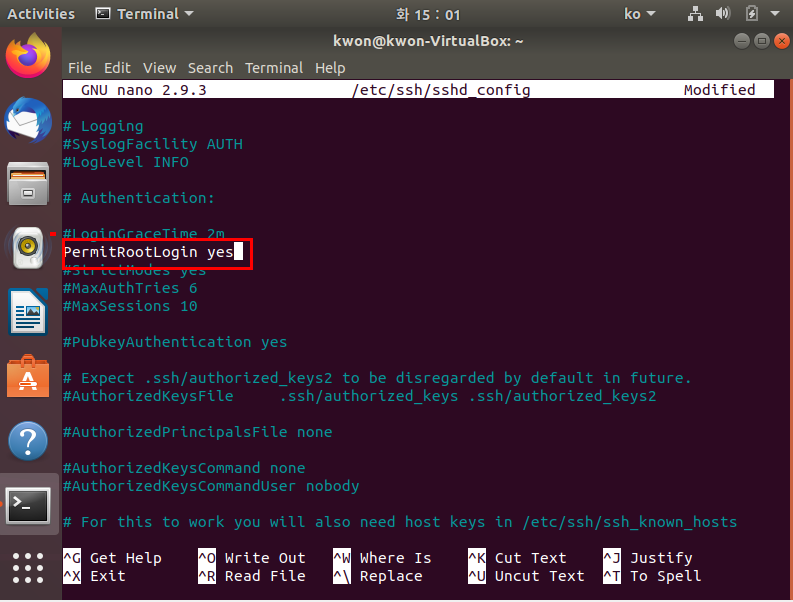 Activities Terminal 화 15 : 01 ko
kwon@kwon-VirtualBox: ~
File Edit View Search Terminal Help
GNU nano 2.9.3 /etc/ssh/sshd_config Modified
# Logging
#SyslogFacility AUTH
#LogLevel INFO
# Authentication:
#LoginGraceTime 2m
PermitRootLogin yes
#StrictModes yes
#MaxAuthTries 6
#MaxSessions 10
#PubkeyAuthentication yes
# Expect .ssh/authorized_keys2 to be disregarded by default in future.
#AuthorizedKeysFile .ssh/authorized_keys .ssh/authorized_keys2
#AuthorizedPrincipalsFile none
#AuthorizedKeysCommand none
#AuthorizedKeysCommandUser nobody
# For this to work you will also need host keys in /etc/ssh/ssh_known_hosts
^G Get Help ^O Write Out ^W Where Is ^K Cut Text ^J Justify
^X Exit ^R Read File ^\ Replace ^U Uncut Text ^T To Spell